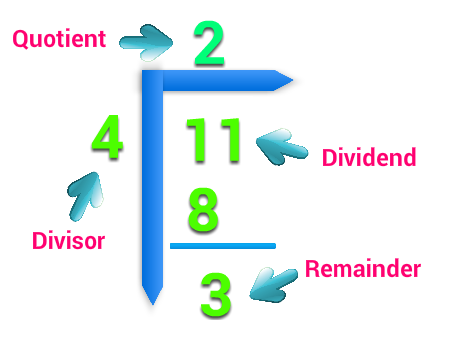 Quotient 2
4 11 Dividend
8
Divisor
3 Remainder